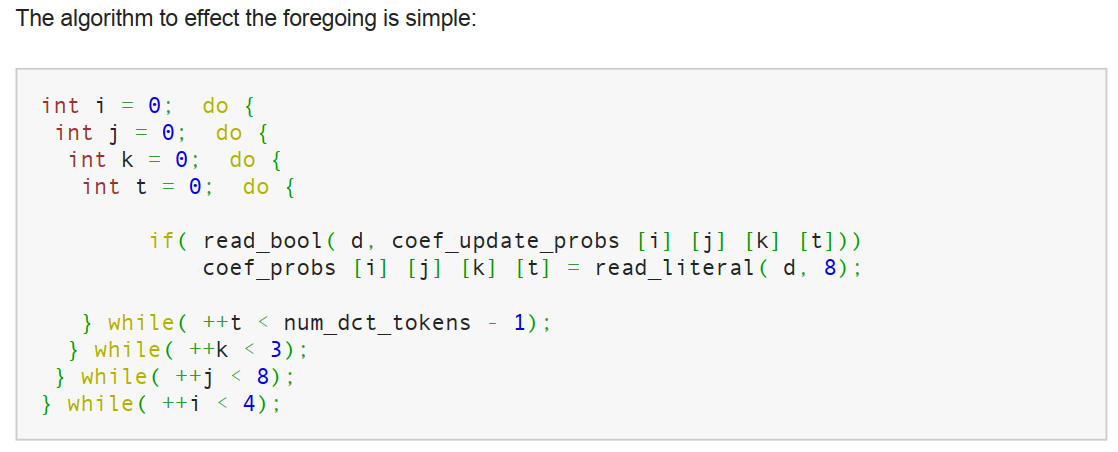 The algorithm to effect the foregoing is simple:
int i = 0;  do {
 int j = 0;  do {
  int k = 0;  do {
   int t = 0;  do {
        if( read_bool( d, coef_update_probs [i] [j] [k] [t]))
            coef_probs [i] [j] [k] [t] = read_literal( d, 8);
   } while( ++t < num_dct_tokens - 1);
  } while( ++k < 3);
 } while( ++j < 8);
} while( ++i < 4);